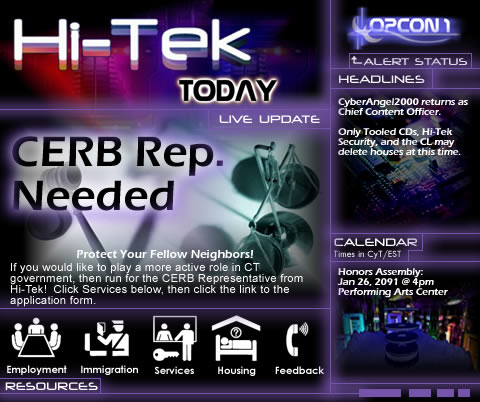 Hi-Tek
TODAY
LIVE UPDATE
CERB Rep.
Needed
Protect Your Fellow Neighbors!
If you would like to play a more active role in CT
government, then run for the CERB Representative from
Hi-Tek!  Click Services below, then click the link to the
application form.
Employment Immigration Services Housing Feedback
RESOURCES
OPCON 1
ALERT STATUS
HEADLINES
CyberAngel2000 returns as
Chief Content Officer.
Only Tooled CDs, Hi-Tek
Security, and the CL may
delete houses at this time.
CALENDAR
Times in CyT/EST
Honors Assembly:
Jan 26, 2091 @ 4pm
Performing Arts Center